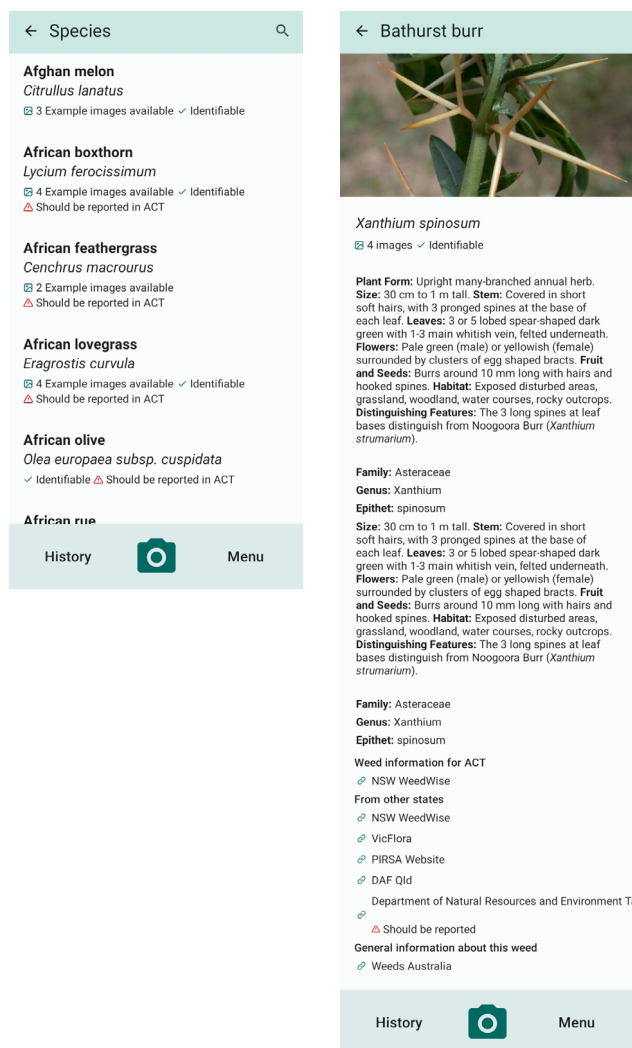 Species
Afghan melon
Citrullus lanatus
3 Example images available Identifiable
African boxthorn
Lycium ferocissimum
4 Example images available Identifiable
Should be reported in ACT
African feathergrass
Cenchrus macrourus
2 Example images available
Should be reported in ACT
African lovegrass
Eragrostis curvula
4 Example images available Identifiable
Should be reported in ACT
African olive
Olea europaea subsp. cuspidata
Identifiable Should be reported in ACT
African rue
History
Menu
Bathurst burr
Xanthium spinosum
4 images Identifiable
Plant Form: Upright many-branched annual herb.
Size: 30 cm to 1 m tall. Stem: Covered in short
soft hairs, with 3 pronged spines at the base of
each leaf. Leaves: 3 or 5 lobed spear-shaped dark
green with 1-3 main whitish vein, felted underneath.
Flowers: Pale green (male) or yellowish (female)
surrounded by clusters of egg shaped bracts. Fruit
and Seeds: Burrs around 10 mm long with hairs and
hooked spines. Habitat: Exposed disturbed areas,
grassland, woodland, water courses, rocky outcrops.
Distinguishing Features: The 3 long spines at leaf
bases distinguish from Noogoora Burr (Xanthium
strumarium).
Family: Asteraceae
Genus: Xanthium
Epithet: spinosum
Size: 30 cm to 1 m tall. Stem: Covered in short
soft hairs, with 3 pronged spines at the base of
each leaf. Leaves: 3 or 5 lobed spear-shaped dark
green with 1-3 main whitish vein, felted underneath.
Flowers: Pale green (male) or yellowish (female)
surrounded by clusters of egg shaped bracts. Fruit
and Seeds: Burrs around 10 mm long with hairs and
hooked spines. Habitat: Exposed disturbed areas,
grassland, woodland, water courses, rocky outcrops.
Distinguishing Features: The 3 long spines at leaf
bases distinguish from Noogoora Burr (Xanthium
strumarium).
Family: Asteraceae
Genus: Xanthium
Epithet: spinosum
Weed information for ACT
NSW WeedWise
From other states
NSW WeedWise
VicFlora
PIRSA Website
DAF Qld
Department of Natural Resources and Environment
Should be reported
General information about this weed
Weeds Australia
History
Menu